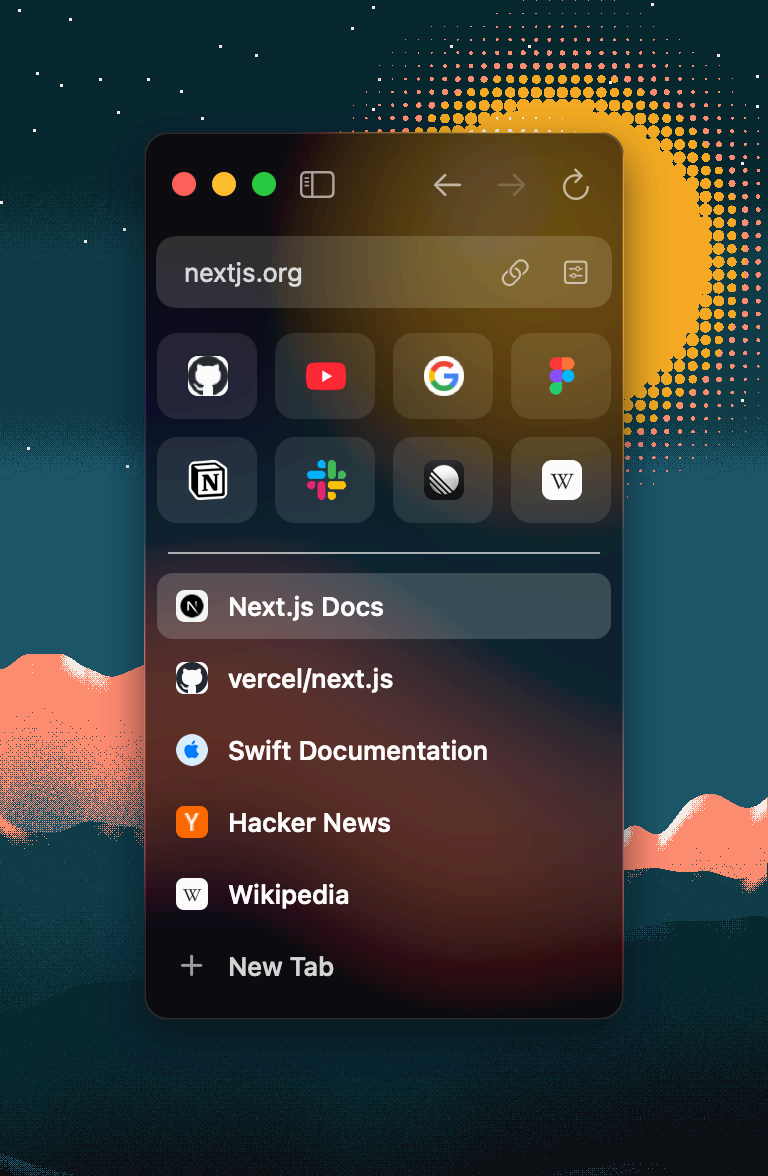 nextjs.org
N
W
N
Next.js Docs
vercel/next.js
Swift Documentation
Y
Hacker News
W
Wikipedia
New Tab